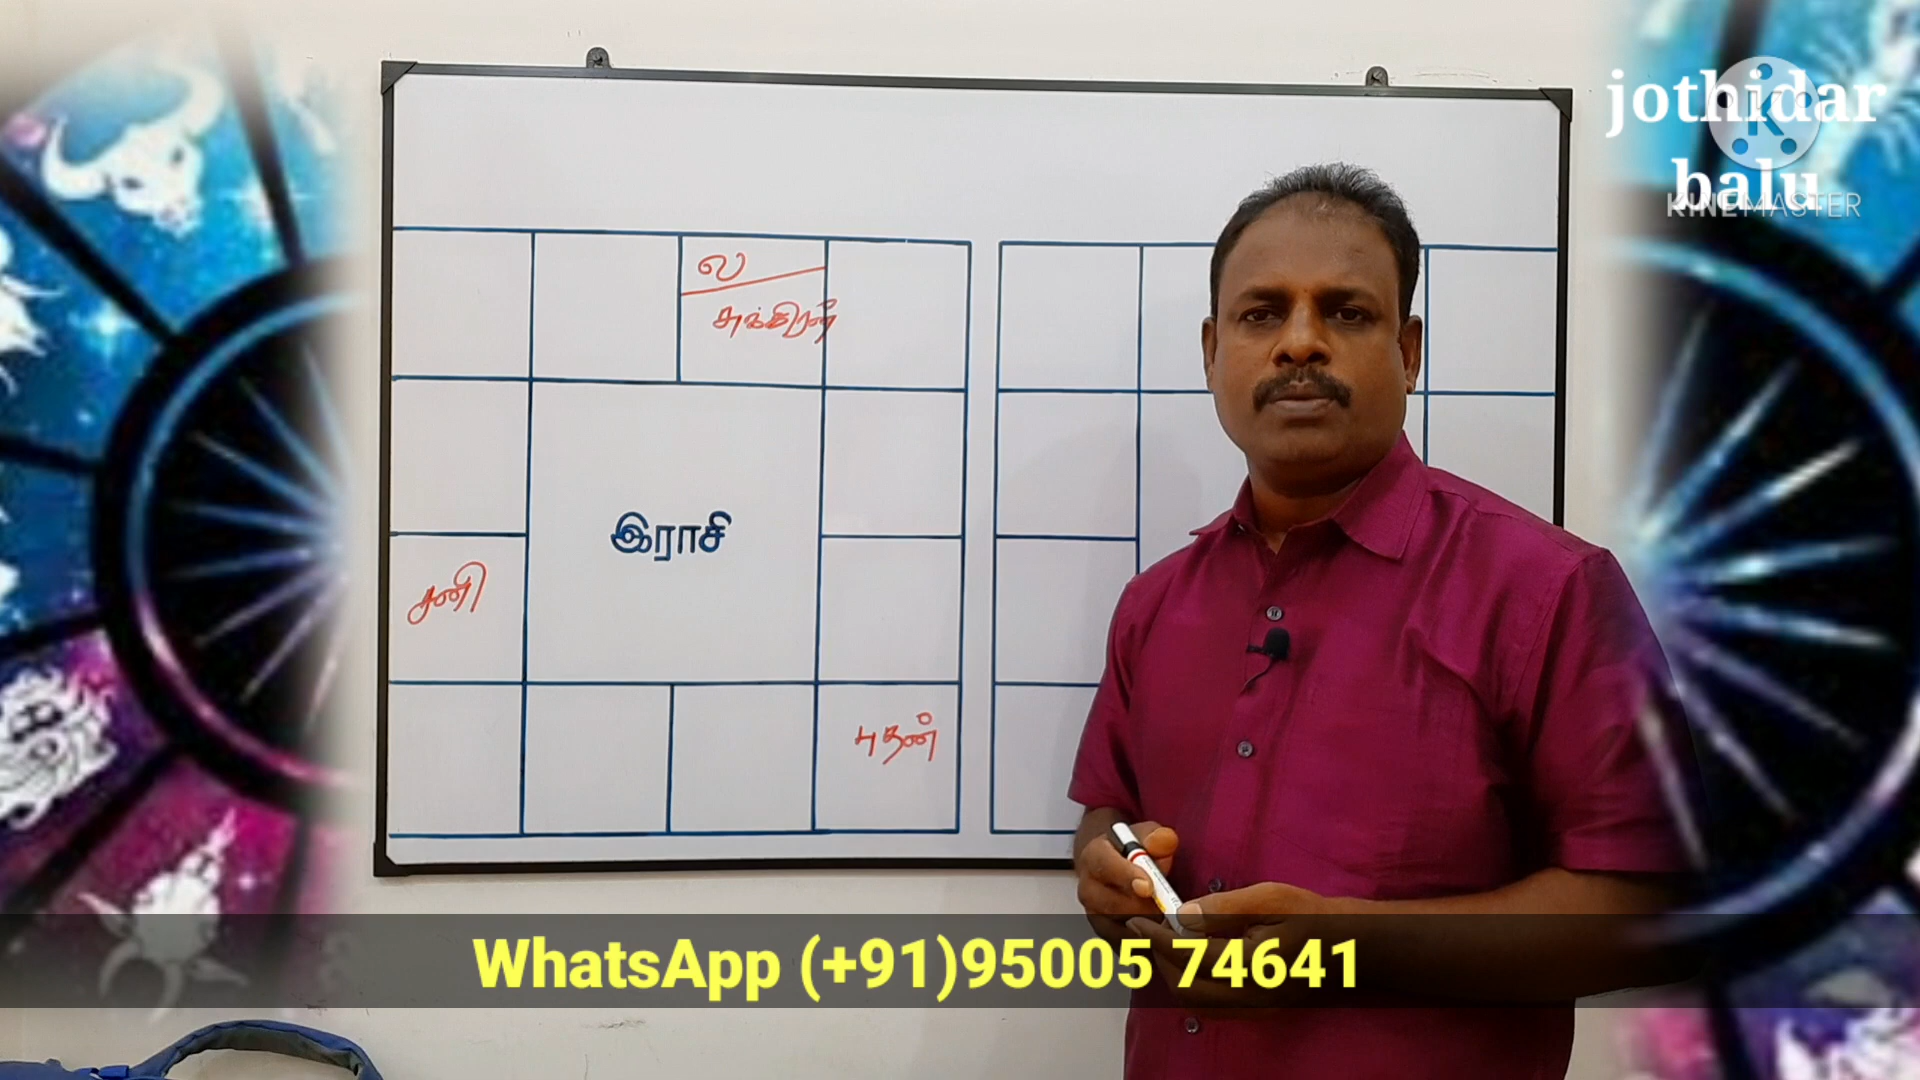 jothidar
balu
KINEMASTER
ல
சுக்கிரன்
இராசி
சனி
புதன்
WhatsApp (+91)95005 74641